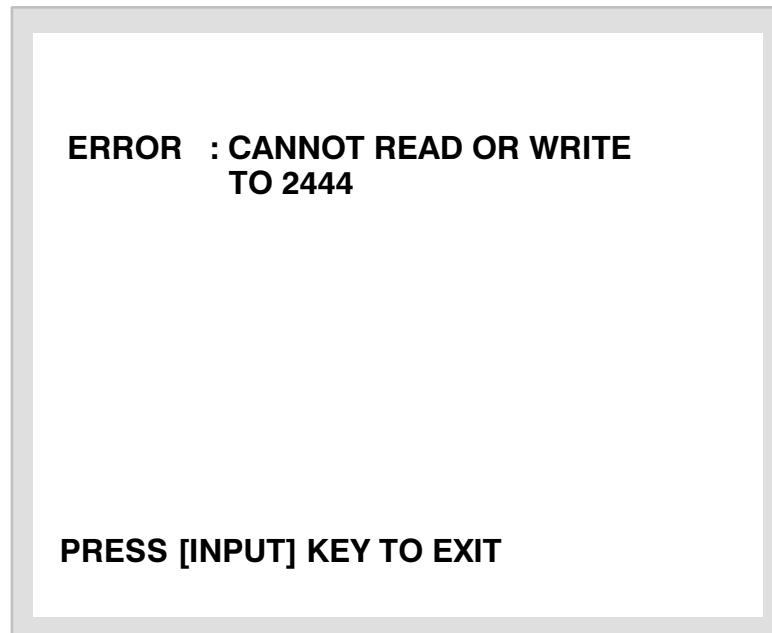 ERROR : CANNOT READ OR WRITE
TO 2444
PRESS [INPUT] KEY TO EXIT